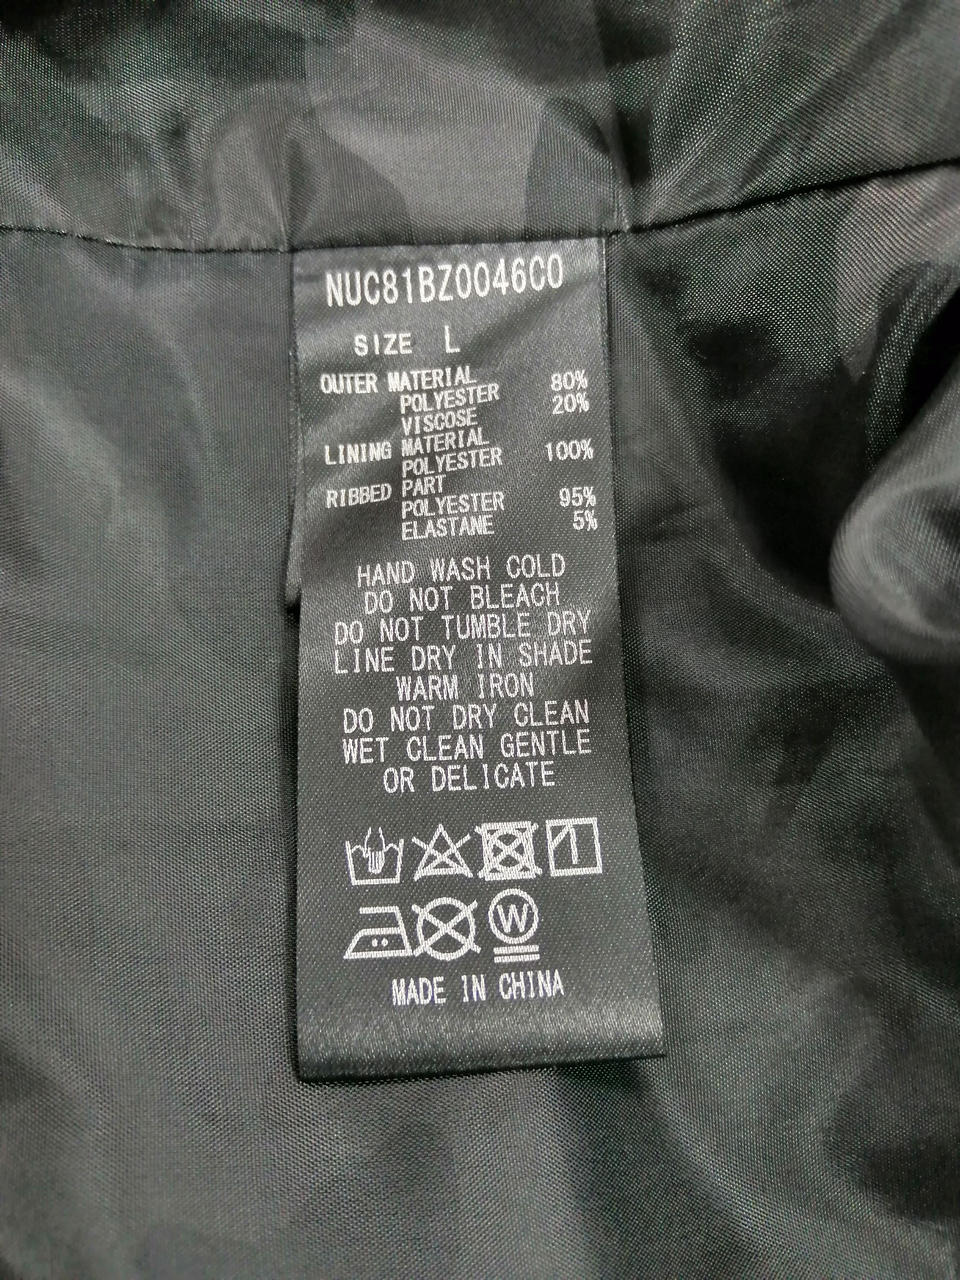 NUC81BZ0046CO
SIZE L
OUTER MATERIAL
POLYESTER 80%
VISCOSE 20%
LINING MATERIAL
POLYESTER 100%
RIBBED PART
POLYESTER 95%
ELASTANE 5%
HAND WASH COLD
DO NOT BLEACH
DO NOT TUMBLE DRY
LINE DRY IN SHADE
WARM IRON
DO NOT DRY CLEAN
WET CLEAN GENTLE
OR DELICATE
W
MADE IN CHINA